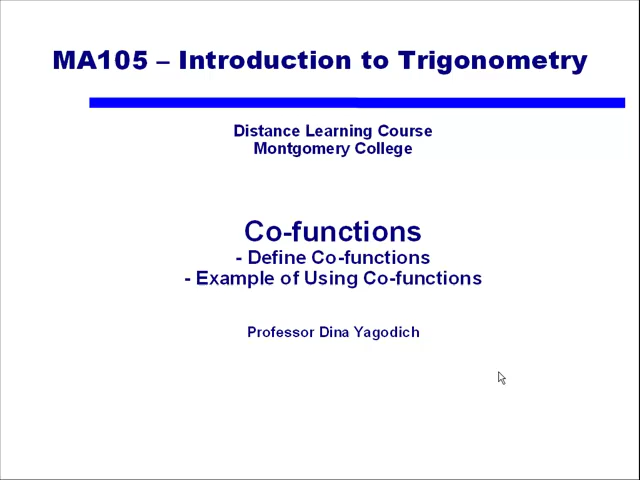 MA105 – Introduction to Trigonometry
Distance Learning Course
Montgomery College
Co-functions
- Define Co-functions
- Example of Using Co-functions
Professor Dina Yagodich